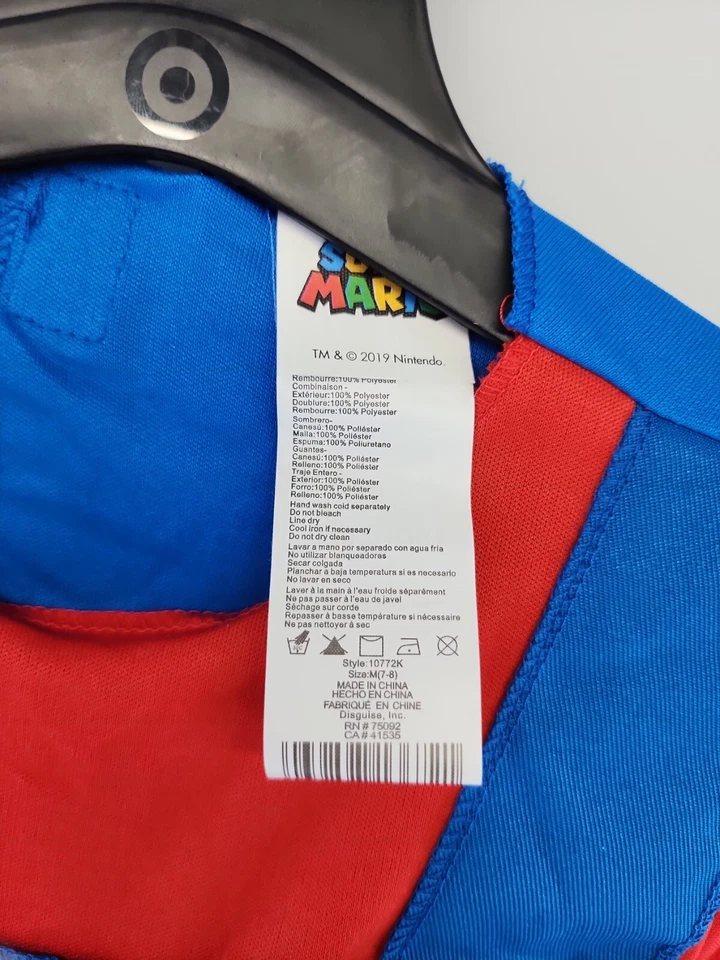 SUPER
MARIO
TM & © 2019 Nintendo.
Rembourre:100% Polyester
Combinaison -
Extérieur:100% Polyester
Doublure:100% Polyester
Rembourre:100% Polyester
Sombrero-
Canesú:100% Poliéster
Malla:100% Poliéster
Espuma:100% Poliuretano
Guantes-
Canesú:100% Poliéster
Relleno:100% Poliéster
Traje Entero -
Exterior:100% Poliéster
Forro:100% Poliéster
Relleno:100% Poliéster
Hand wash cold separately
Do not bleach
Line dry
Cool iron if necessary
Do not dry clean
Lavar a mano por separado con agua fria
No utilizar blanqueadoras
Secar colgada
Planchar a baja temperatura si es necesario
No lavar en seco
Laver à la main à l'eau froide séparément
Ne pas passer à l'eau de javel
Séchage sur corde
Repasser à basse température si nécessaire
Ne pas nettoyer à sec
Style:10772K
Size:M(7-8)
MADE IN CHINA
HECHO EN CHINA
FABRIQUÉ EN CHINE
Disguise, Inc.
RN # 75092
CA # 41535